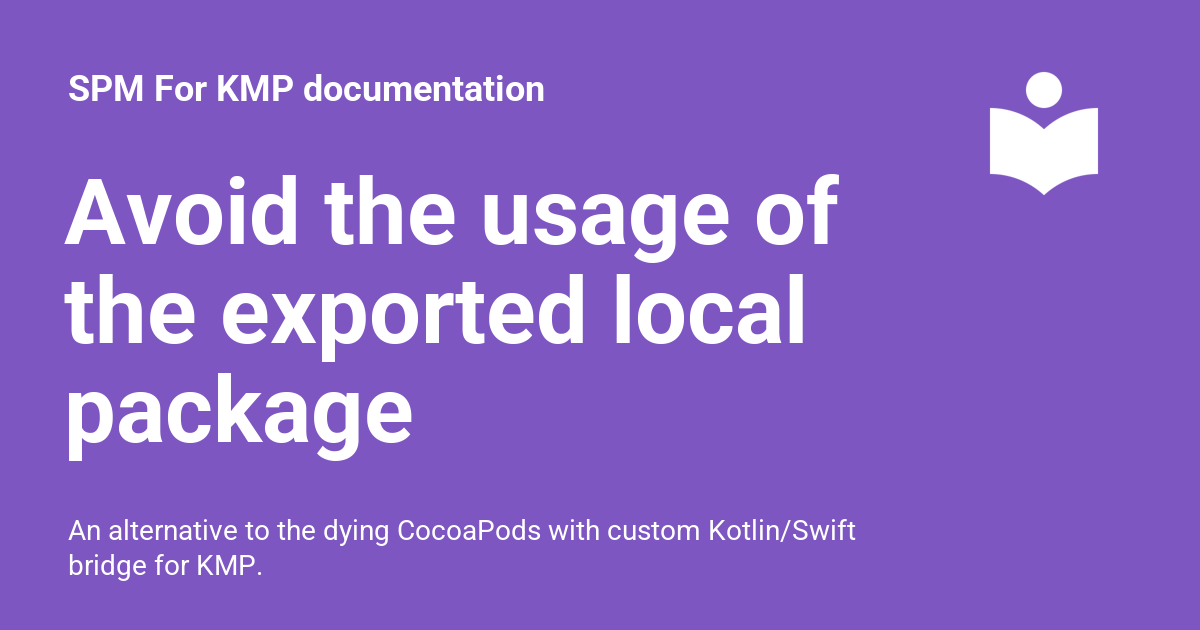 SPM For KMP documentation
Avoid the usage of
the exported local
package
An alternative to the dying CocoaPods with custom Kotlin/Swift
bridge for KMP.